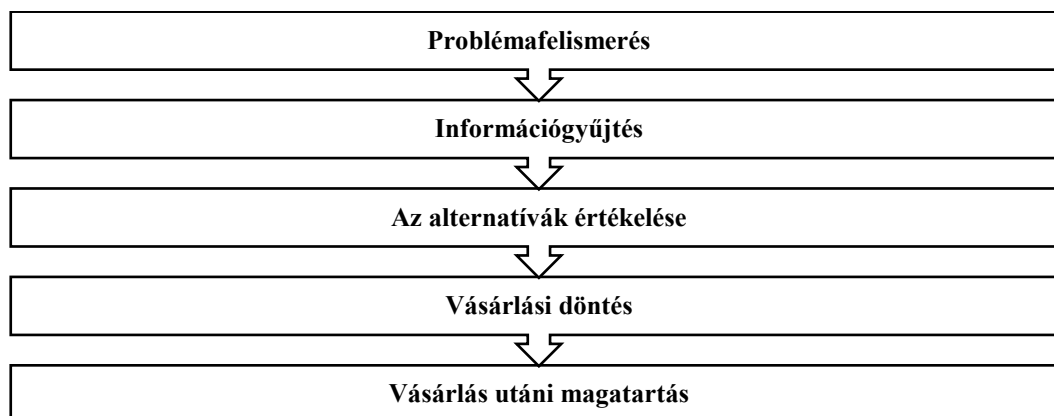 Problémafelismerés
Információgyűjtés
Az alternatívák értékelése
Vásárlási döntés
Vásárlás utáni magatartás